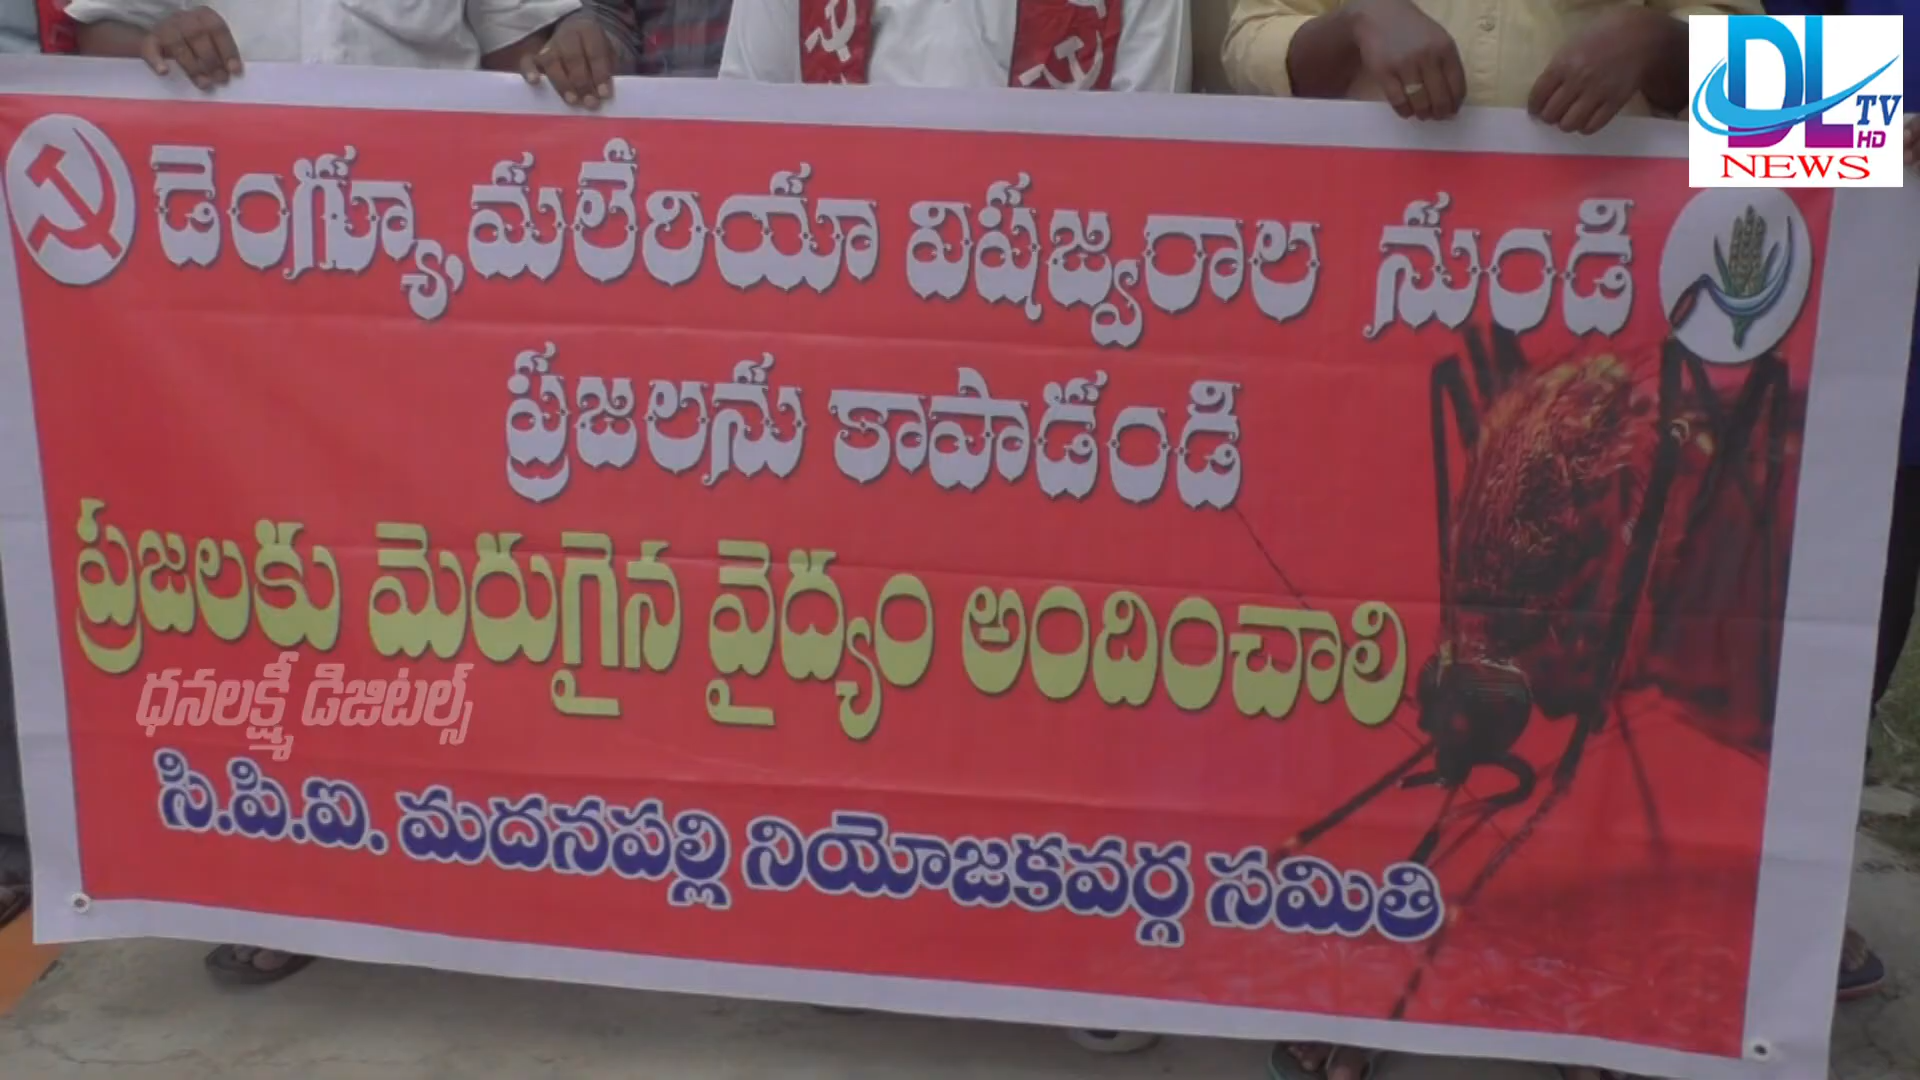 DL TV HD
NEWS
డెంగ్యూ, మలేరియా విషజ్వరాల నుండి
ప్రజలను కాపాడండి
ప్రజలకు మెరుగైన వైద్యం అందించాలి
ధనలక్ష్మీ డిజిటల్స్
సి.పి.ఐ. మదనపల్లి నియోజకవర్గ సమితి